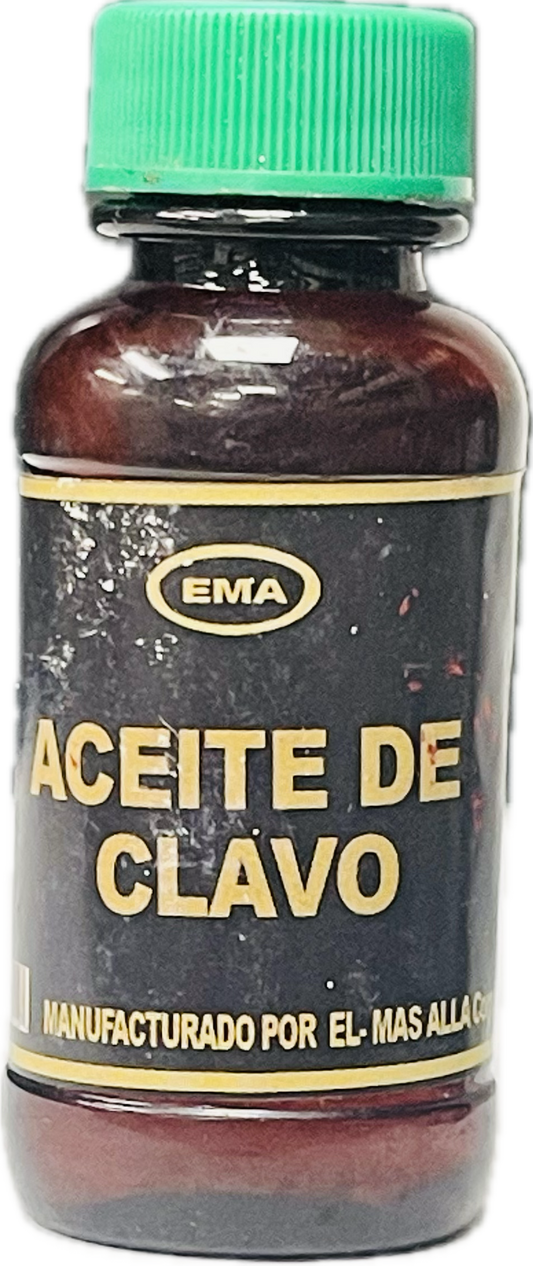 EMA
ACEITE DE
CLAVO
MANUFACTURADO POR EL-MAS ALLA